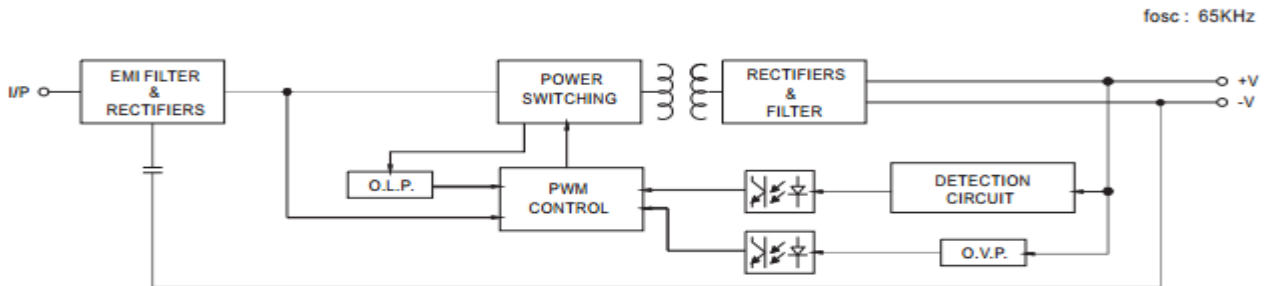 fosc : 65KHz
EMI FILTER
&
RECTIFIERS
I/P
POWER
SWITCHING
RECTIFIERS
&
FILTER
+V
-V
O.L.P.
PWM
CONTROL
DETECTION
CIRCUIT
O.V.P.